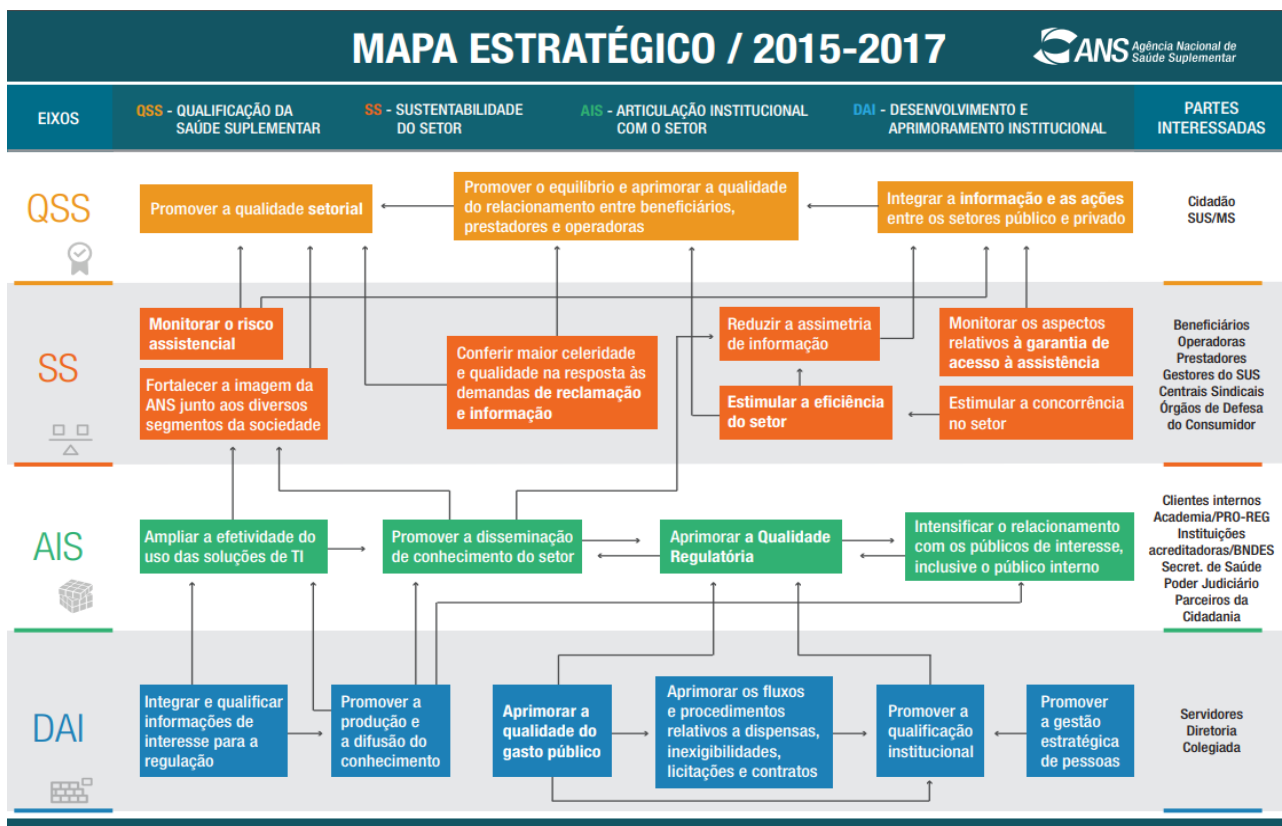 MAPA ESTRATÉGICO / 2015-2017
ANS
Agência Nacional de
Saúde Suplementar
EIXOS
QSS - QUALIFICAÇÃO DA
SAÚDE SUPLEMENTAR
SS - SUSTENTABILIDADE
DO SETOR
AIS - ARTICULAÇÃO INSTITUCIONAL
COM O SETOR
DAI - DESENVOLVIMENTO E
APRIMORAMENTO INSTITUCIONAL
PARTES
INTERESSADAS
QSS
Promover a qualidade setorial
Promover o equilíbrio e aprimorar a qualidade
do relacionamento entre beneficiários,
prestadores e operadoras
Integrar a informação e as ações
entre os setores público e privado
Cidadão
SUS/MS
SS
Monitorar o risco
assistencial
Fortalecer a imagem da
ANS junto aos diversos
segmentos da sociedade
Conferir maior celeridade
e qualidade na resposta às
demandas de reclamação
e informação
Reduzir a assimetria
de informação
Estimular a eficiência
do setor
Monitorar os aspectos
relativos à garantia de
acesso à assistência
Estimular a concorrência
no setor
Beneficiários
Operadoras
Prestadores
Gestores do SUS
Centrais Sindicais
Órgãos de Defesa
do Consumidor
AIS
Ampliar a efetividade do
uso das soluções de TI
Promover a disseminação
de conhecimento do setor
Aprimorar a Qualidade
Regulatória
Intensificar o relacionamento
com os públicos de interesse,
inclusive o público interno
Clientes internos
Academia/PRO-REG
Instituições
acreditadoras/BNDES
Secret. de Saúde
Poder Judiciário
Parceiros da
Cidadania
DAI
Integrar e qualificar
informações de
interesse para a
regulação
Promover a
produção e
a difusão do
conhecimento
Aprimorar a
qualidade do
gasto público
Aprimorar os fluxos
e procedimentos
relativos a dispensas,
inexigibilidades,
licitações e contratos
Promover a
qualificação
institucional
Promover
a gestão
estratégica
de pessoas
Servidores
Diretoria
Colegiada